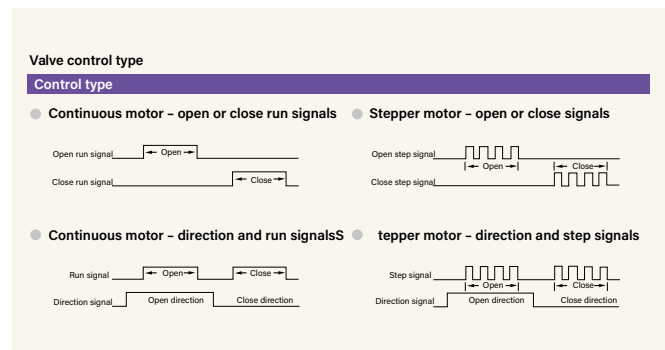 Valve control type
Control type
Continuous motor – open or close run signals
Stepper motor – open or close signals
Open run signal
Open
Close run signal
Close
Open step signal
Open
Close
Close step signal
Continuous motor – direction and run signalsS
tepper motor – direction and step signals
Run signal
Open
Close
Direction signal
Open direction
Close direction
Step signal
Open
Close
Direction signal
Open direction
Close direction